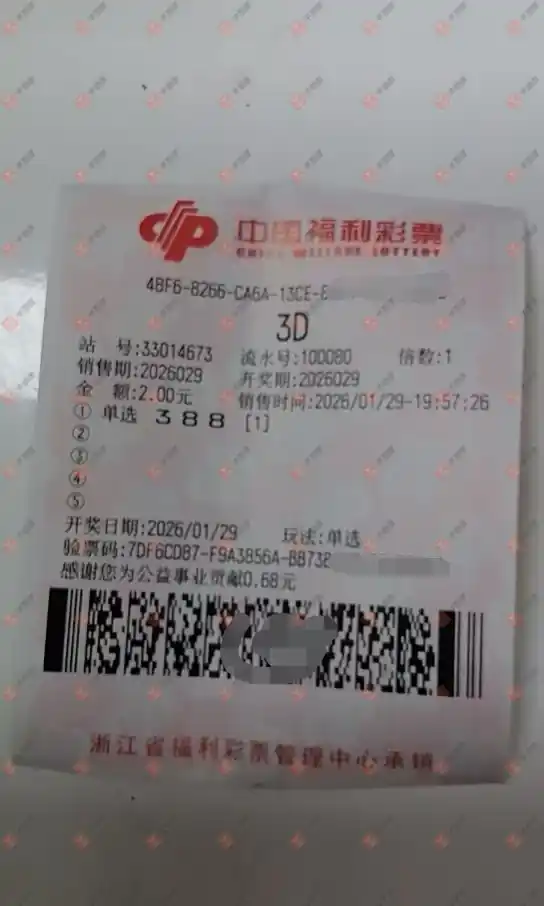 中国福利彩票
CHINA WELFARE LOTTERY
4BF6-8266-CA6A-13CE-
3D
站 号:33014673 流水号:100080 倍数:1
销售期:2026029 开奖期:2026029
金 额:2.00元 销售时间:2026/01/29-19:57:26
① 单选 3 8 8 [1]
②
③
④
⑤
开奖日期:2026/01/29 玩法:单选
验票码:7DF6CD87-F9A3856A-BB73
感谢您为公益事业贡献0.68元
浙江省福利彩票管理中心承销